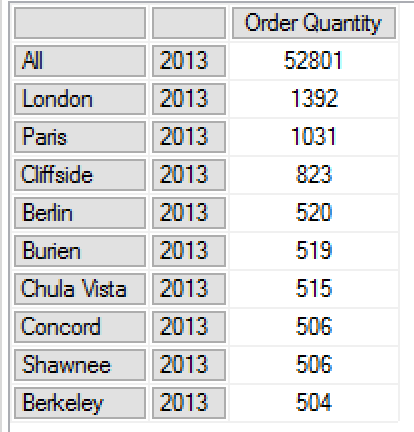 Order Quantity
All 2013 52801
London 2013 1392
Paris 2013 1031
Cliffside 2013 823
Berlin 2013 520
Burien 2013 519
Chula Vista 2013 515
Concord 2013 506
Shawnee 2013 506
Berkeley 2013 504